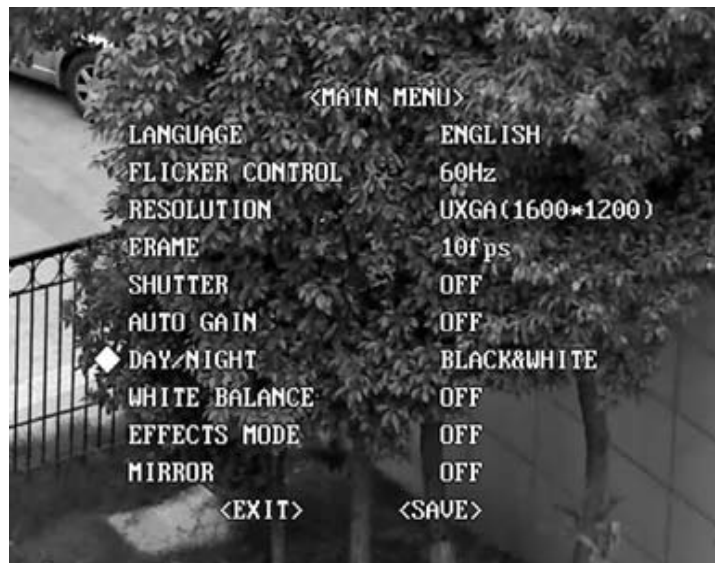 <MAIN MENU>
LANGUAGE ENGLISH
FLICKER CONTROL 60Hz
RESOLUTION UXGA(1600*1200)
FRAME 10fps
SHUTTER OFF
AUTO GAIN OFF
DAY/NIGHT BLACK&WHITE
WHITE BALANCE OFF
EFFECTS MODE OFF
MIRROR OFF
<EXIT> <SAVE>